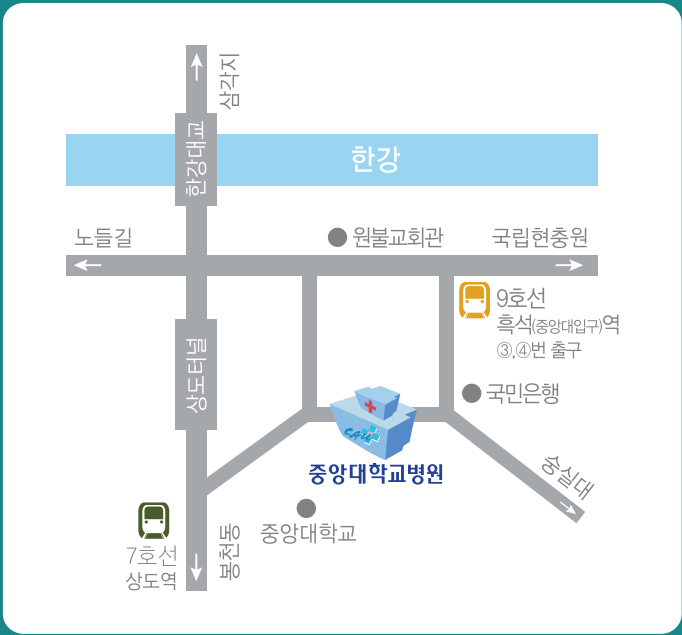 삼각지
한강대교
한강
노들길
원불교회관
국립현충원
9호선
흑석(중앙대입구)역
③,④번 출구
상도터널
국민은행
CAU
중앙대학교병원
숭실대
중앙대학교
7호선
상도역
봉천동